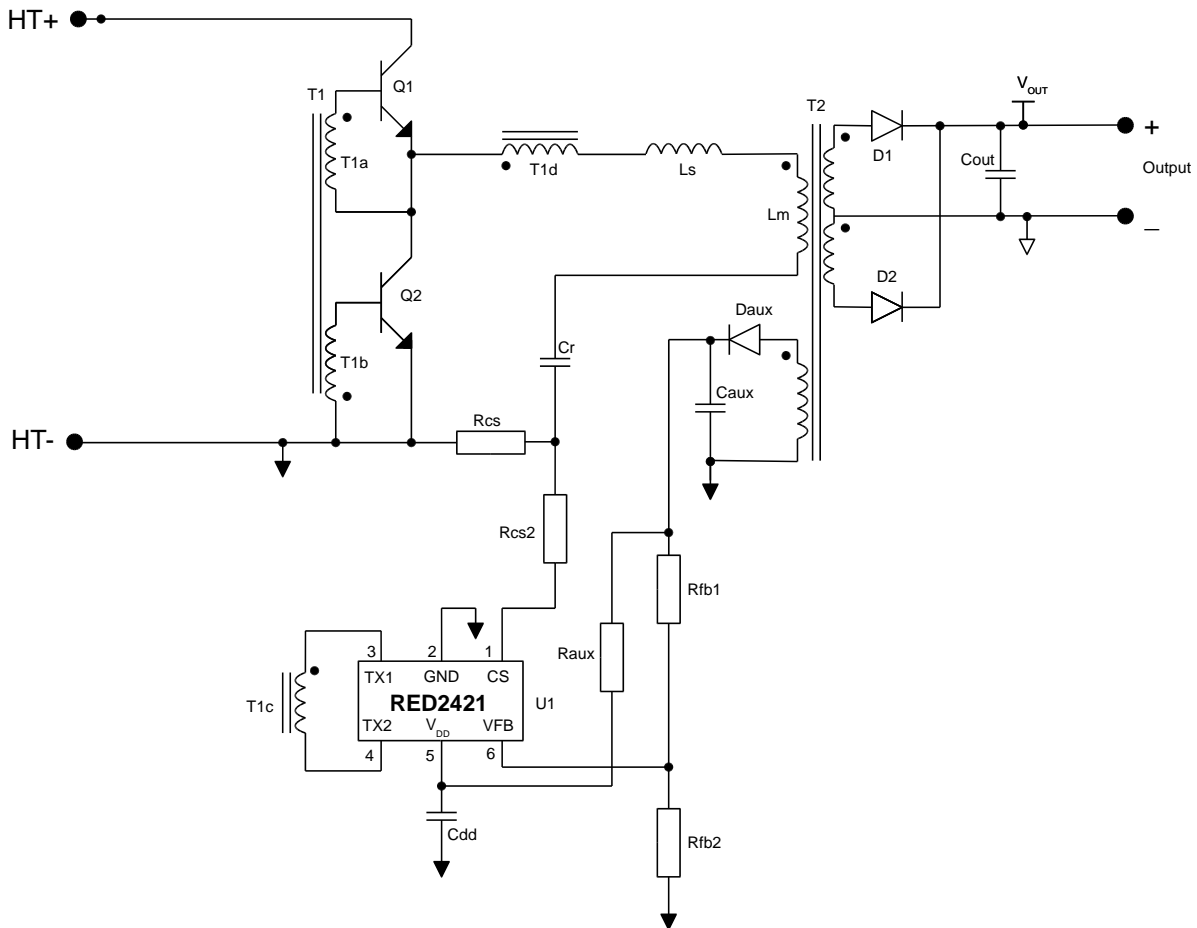 HT+
T1
Q1
T1a
T1d
Ls
T2
Lm
D1
V OUT
Cout
+
Output
_
Q2
D2
T1b
Cr
Daux
Caux
Rcs
HT-
Rcs2
Rfb1
Raux
3 2 1
TX1 GND CS
RED2421 U1
T1c
TX2 V DD VFB
4 5 6
Cdd
Rfb2